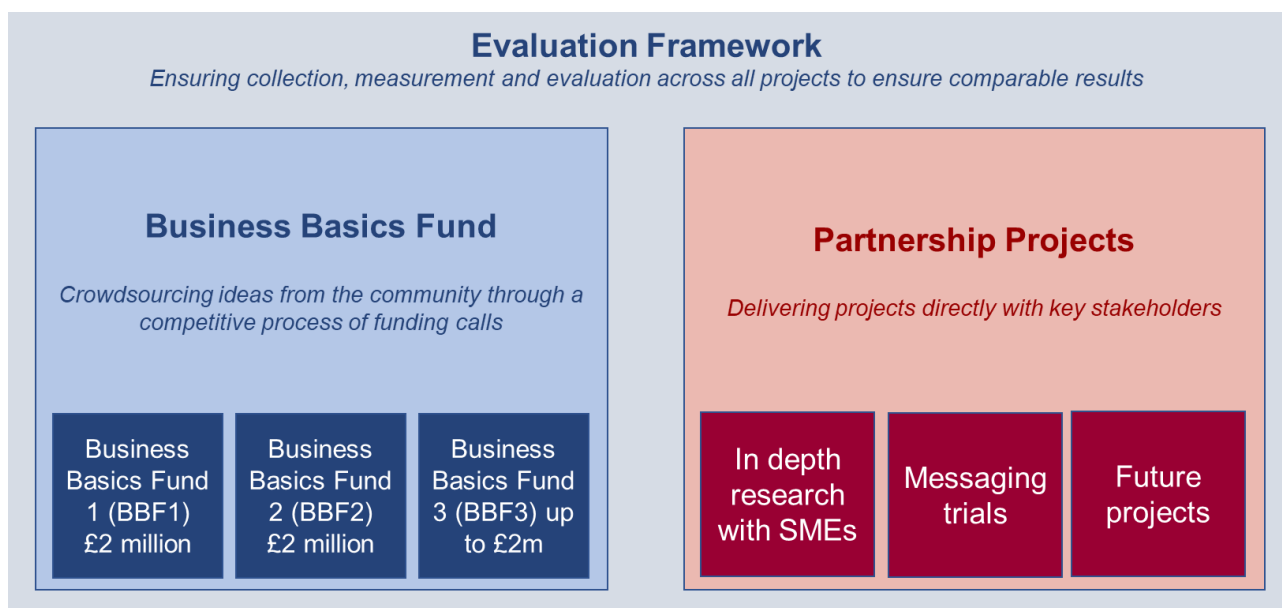 Evaluation Framework
Ensuring collection, measurement and evaluation across all projects to ensure comparable results
Business Basics Fund
Crowdsourcing ideas from the community through a
competitive process of funding calls
Business
Basics Fund
1 (BBF1)
£2 million
Business
Basics Fund
2 (BBF2)
£2 million
Business
Basics Fund
3 (BBF3) up
to £2m
Partnership Projects
Delivering projects directly with key stakeholders
In depth
research
with SMEs
Messaging
trials
Future
projects